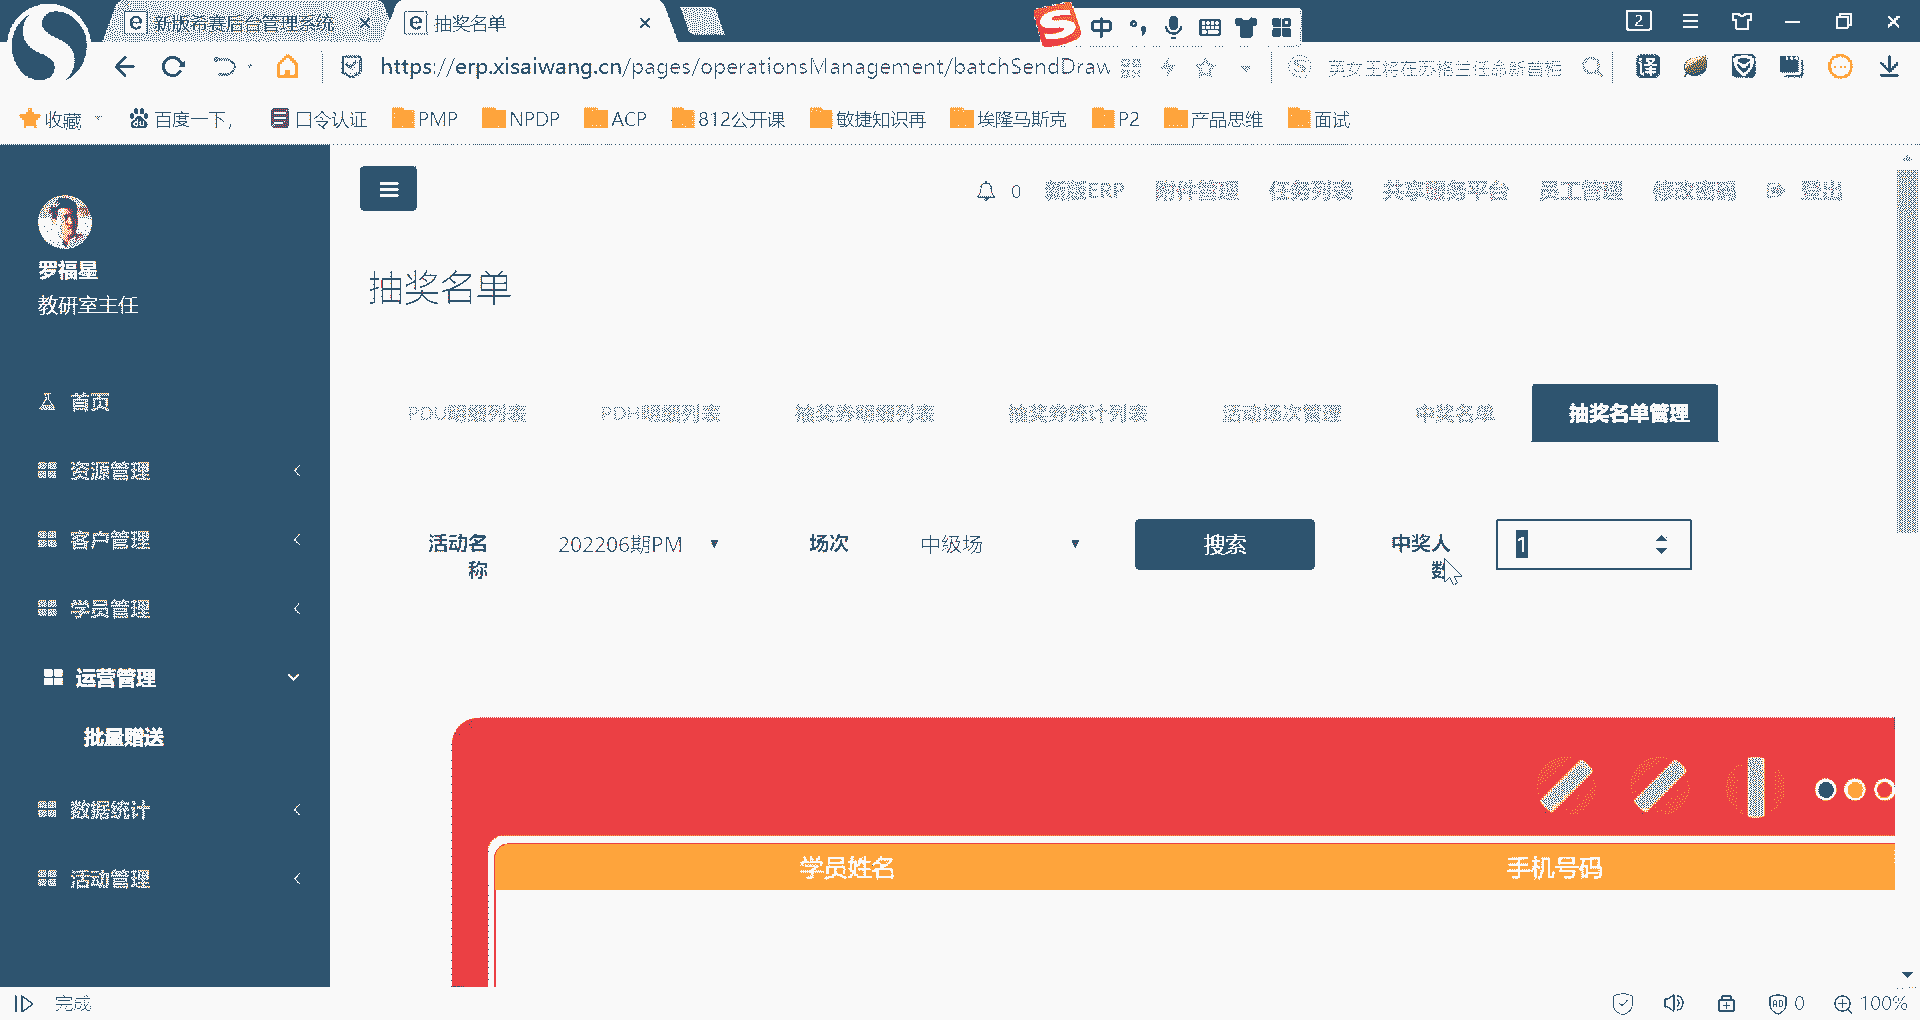 新版希赛后台管理系统
抽奖名单
中
2
https://erp.xisaiwang.cn/pages/operationsManagement/batchSendDraw
英女王将在苏格兰任命新首相
译
收藏
百度一下，
口令认证
PMP
NPDP
ACP
812公开课
敏捷知识再
埃隆马斯克
P2
产品思维
面试
罗福星
教研室主任
首页
资源管理
客户管理
学员管理
运营管理
批量赠送
数据统计
活动管理
0
新版ERP
附件管理
任务列表
共享服务平台
员工管理
修改密码
登出
抽奖名单
PDU明细列表
PDH明细列表
抽奖券明细列表
抽奖券统计列表
活动场次管理
中奖名单
抽奖名单管理
活动名
称
202206期PM
场次
中级场
搜索
中奖人
数
1
学员姓名
手机号码
完成
AD
0
100%